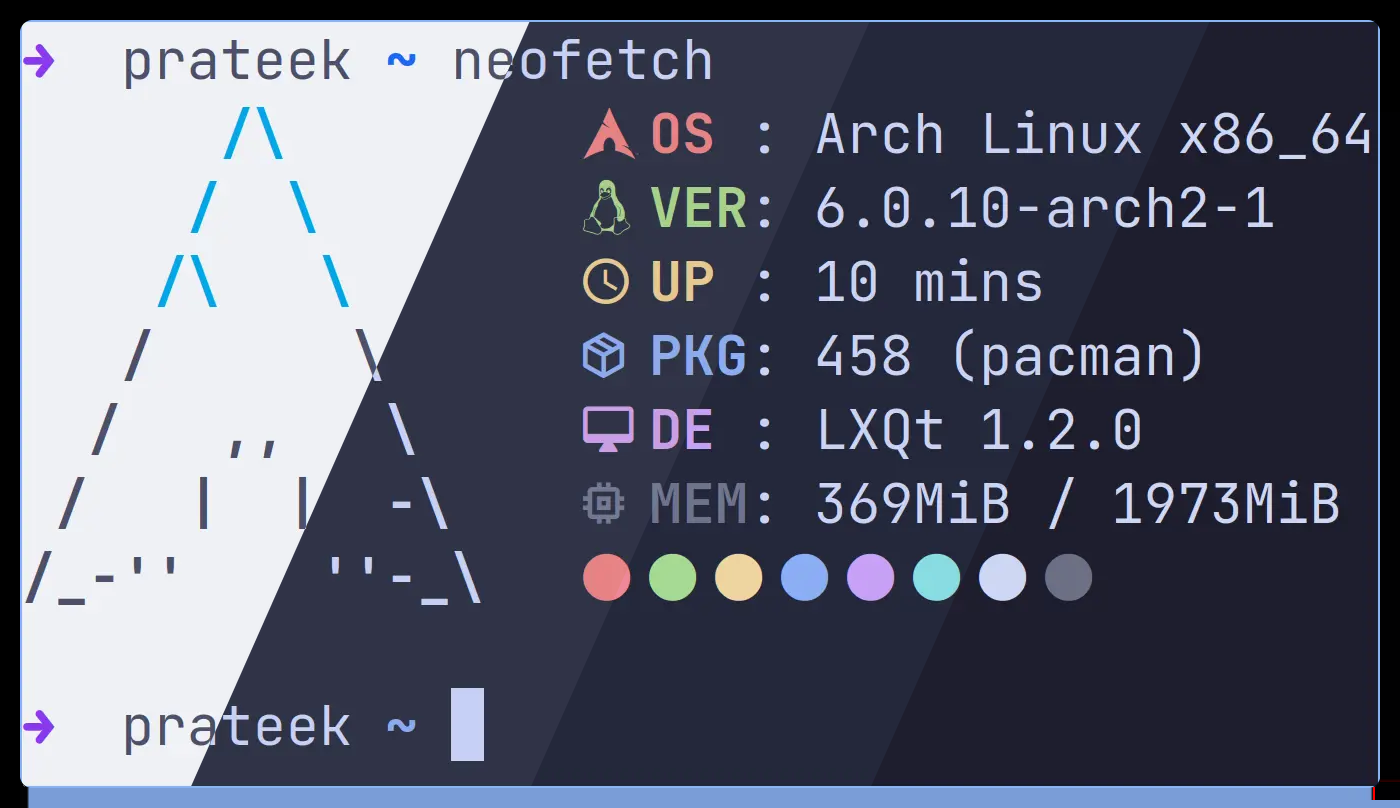 ➜ prateek ~ neofetch
OS : Arch Linux x86_64
VER: 6.0.10-arch2-1
UP : 10 mins
PKG: 458 (pacman)
DE : LXQt 1.2.0
MEM: 369MiB / 1973MiB
➜ prateek ~